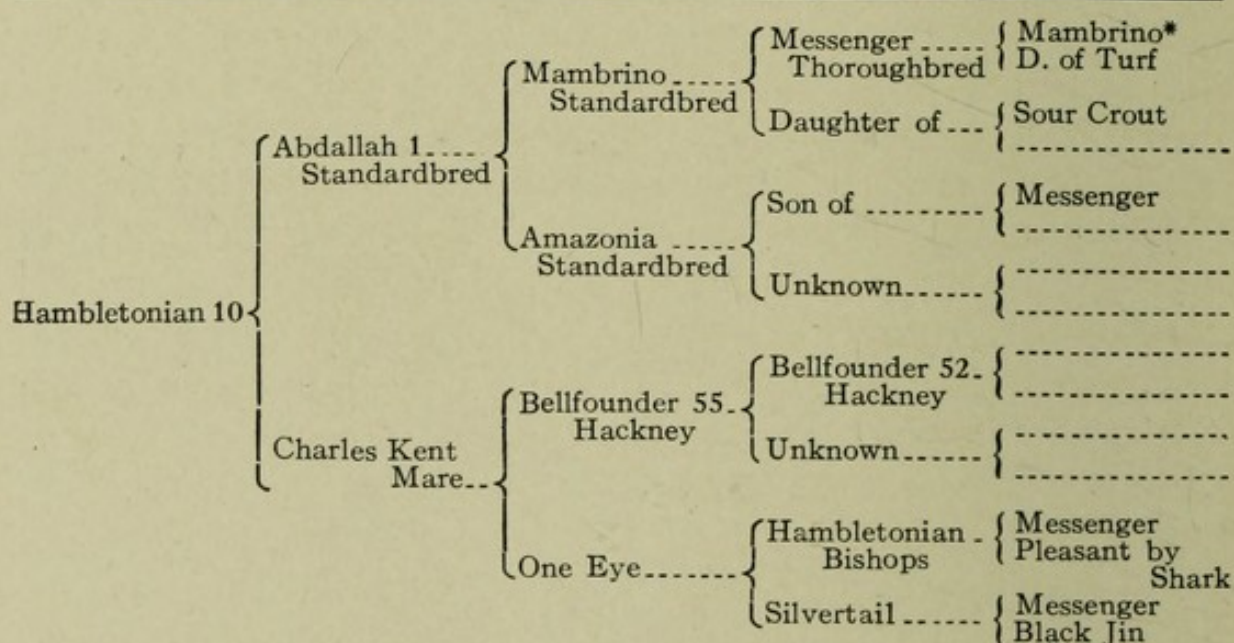 Mambrino*
Messenger ..... D. of Turf
Thoroughbred
Mambrino .....
Standardbred
Daughter of... Sour Crout
Abdallah 1....
Standardbred
Son of ......... Messenger
Amazonia .....
Standardbred
Unknown......
Hambletonian 10
Bellfounder 52.
Hackney
Bellfounder 55.
Hackney
Unknown......
Charles Kent
Mare..
Hambletonian . Messenger
Bishops Pleasant by
Shark
One Eye.......
Silvertail ...... Messenger
Black Jin